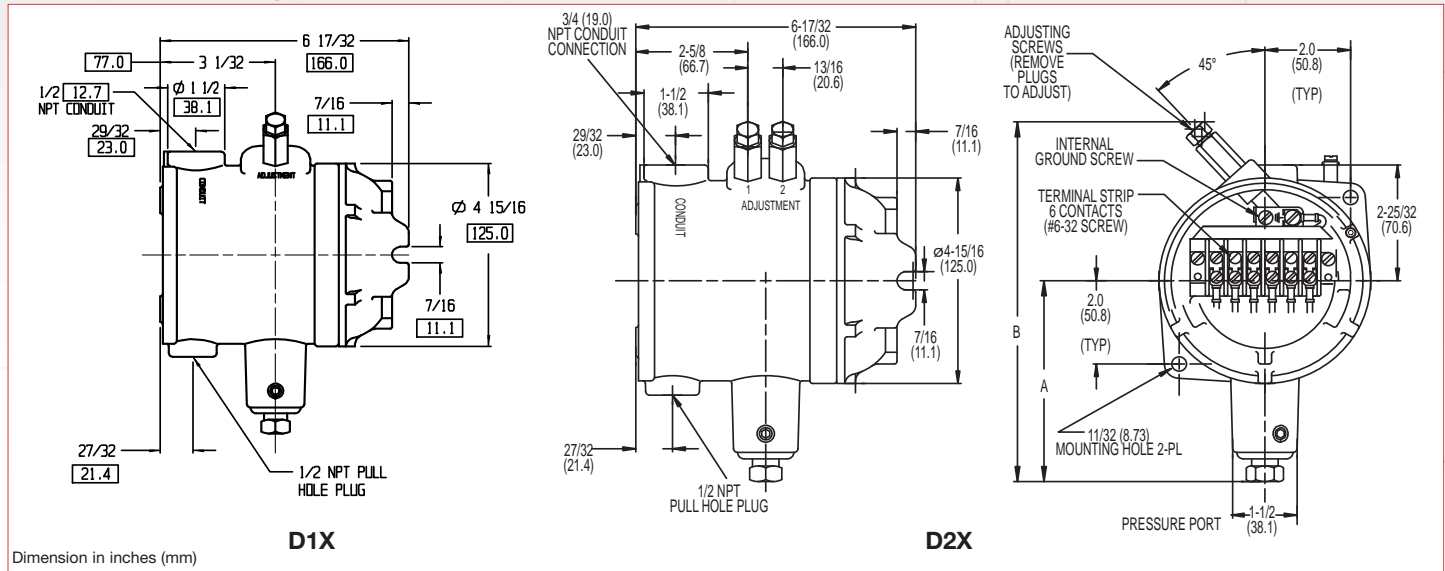 6 17/32
166.0
77.0
3 1/32
Ø 1 1/2
38.1
1/2 12.7
NPT CONDUIT
29/32
23.0
7/16
11.1
CONDUIT
ADJUSTMENT
Ø 4 15/16
125.0
7/16
11.1
27/32
21.4
1/2 NPT PULL
HOLE PLUG
D1X
3/4 (19.0)
NPT CONDUIT
CONNECTION
6-17/32
(166.0)
2-5/8
(66.7)
13/16
(20.6)
1-1/2
(38.1)
29/32
(23.0)
7/16
(11.1)
1
2
ADJUSTMENT
CONDUIT
Ø4-15/16
(125.0)
7/16
(11.1)
27/32
(21.4)
1/2 NPT
PULL HOLE PLUG
D2X
ADJUSTING
SCREWS
(REMOVE
PLUGS
TO ADJUST)
45°
2.0
(50.8)
(TYP)
INTERNAL
GROUND SCREW
TERMINAL STRIP
6 CONTACTS
(#6-32 SCREW)
2-25/32
(70.6)
B
A
2.0
(50.8)
(TYP)
11/32 (8.73)
MOUNTING HOLE 2-PL
PRESSURE PORT
1-1/2
(38.1)
Dimension in inches (mm)